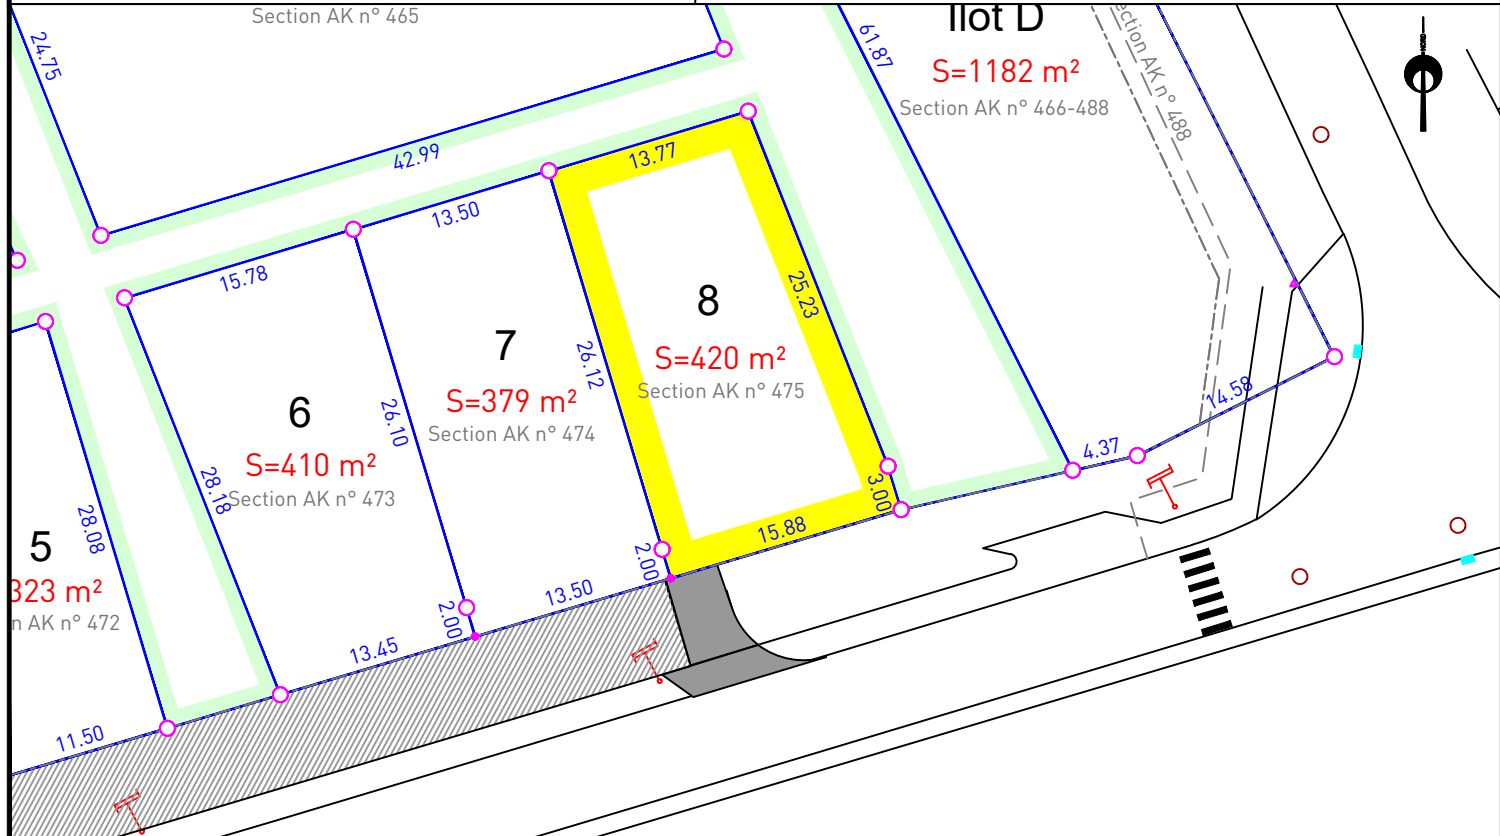 Section AK n° 465
24.75
42.99
61.87
Ilot D
S=1182 m²
Section AK n° 466-488
Section AK n° 488
NORD
13.77
13.50
15.78
8
S=420 m²
Section AK n° 475
25.23
3.00
15.88
26.12
2.00
7
S=379 m²
Section AK n° 474
13.50
26.10
2.00
6
S=410 m²
Section AK n° 473
28.18
13.45
28.08
5
323 m²
n AK n° 472
11.50
4.37
14.58